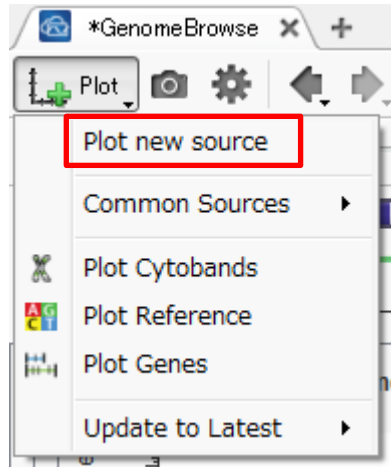 *GenomeBrowse
Plot
Plot new source
Common Sources
Plot Cytobands
A G
C T
Plot Reference
Plot Genes
Update to Latest